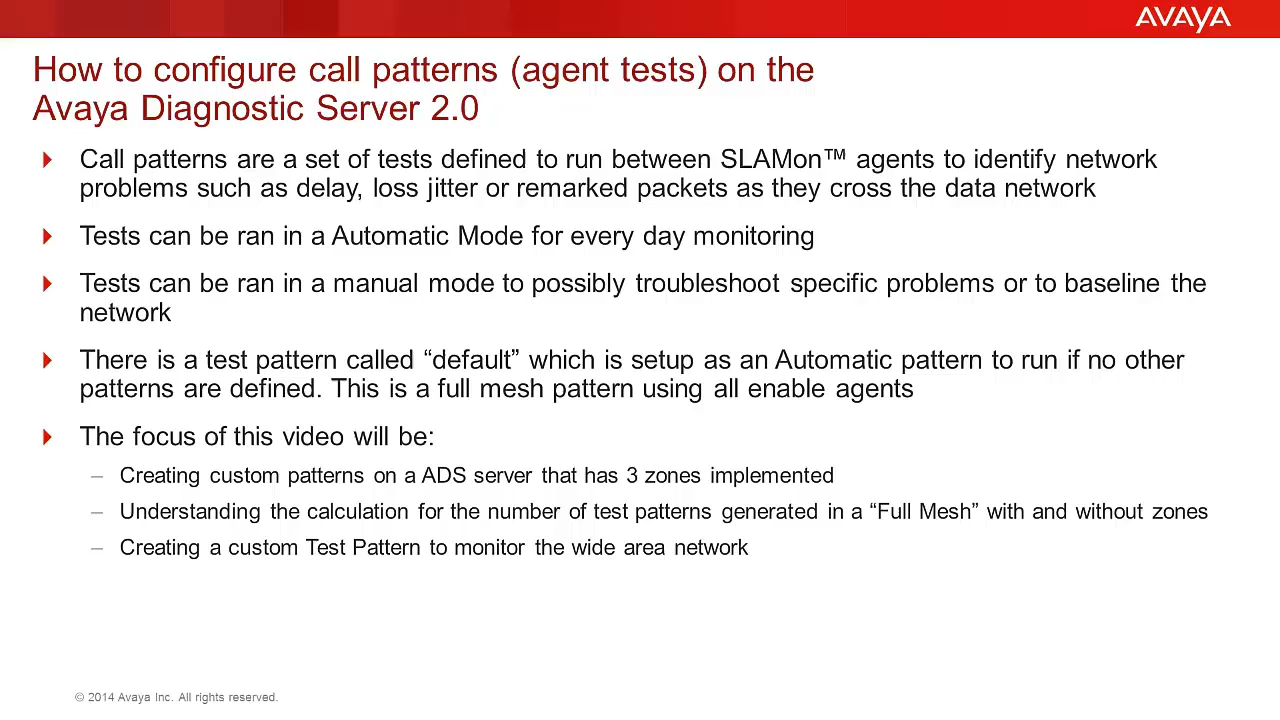 AVAYA
How to configure call patterns (agent tests) on the
Avaya Diagnostic Server 2.0
Call patterns are a set of tests defined to run between SLAMon™ agents to identify network
problems such as delay, loss jitter or remarked packets as they cross the data network
Tests can be ran in a Automatic Mode for every day monitoring
Tests can be ran in a manual mode to possibly troubleshoot specific problems or to baseline the
network
There is a test pattern called “default” which is setup as an Automatic pattern to run if no other
patterns are defined. This is a full mesh pattern using all enable agents
The focus of this video will be:
– Creating custom patterns on a ADS server that has 3 zones implemented
– Understanding the calculation for the number of test patterns generated in a “Full Mesh” with and without zones
– Creating a custom Test Pattern to monitor the wide area network
© 2014 Avaya Inc. All rights reserved.